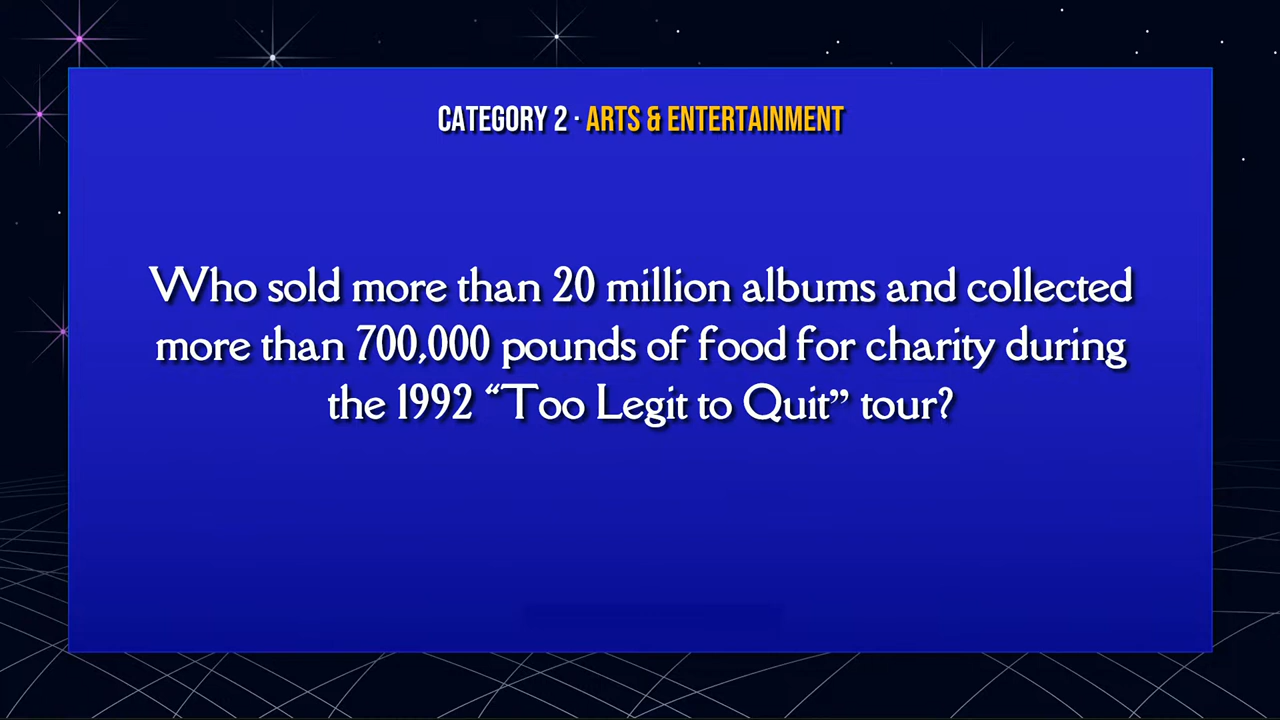 CATEGORY 2 · ARTS & ENTERTAINMENT
Who sold more than 20 million albums and collected
more than 700,000 pounds of food for charity during
the 1992 “Too Legit to Quit” tour?